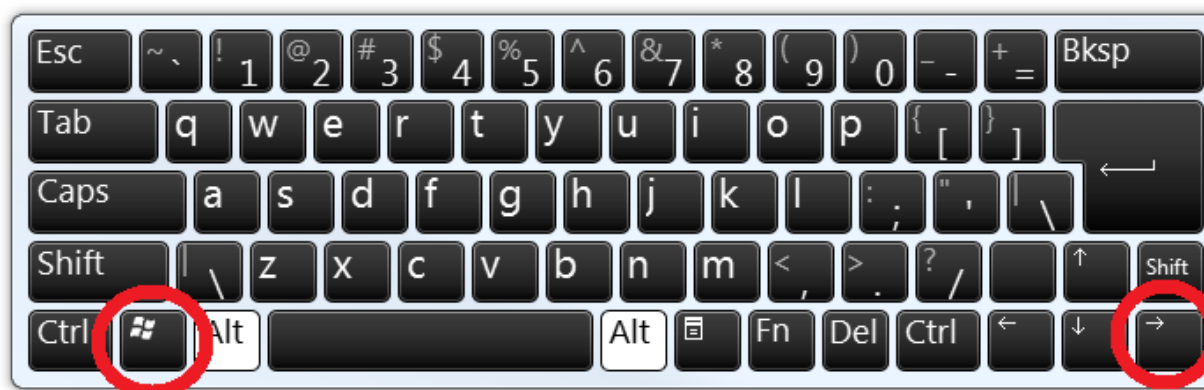 Esc ~ ` ! 1 @ 2 # 3 $ 4 % 5 ^ 6 & 7 * 8 ( 9 ) 0 _ - + = Bksp
Tab q w e r t y u i o p { [ } ]
Caps a s d f g h j k l : ; " ' | \
Shift | \ z x c v b n m < , > . ? / ↑ Shift
Ctrl Alt Alt Fn Del Ctrl ← ↓ →